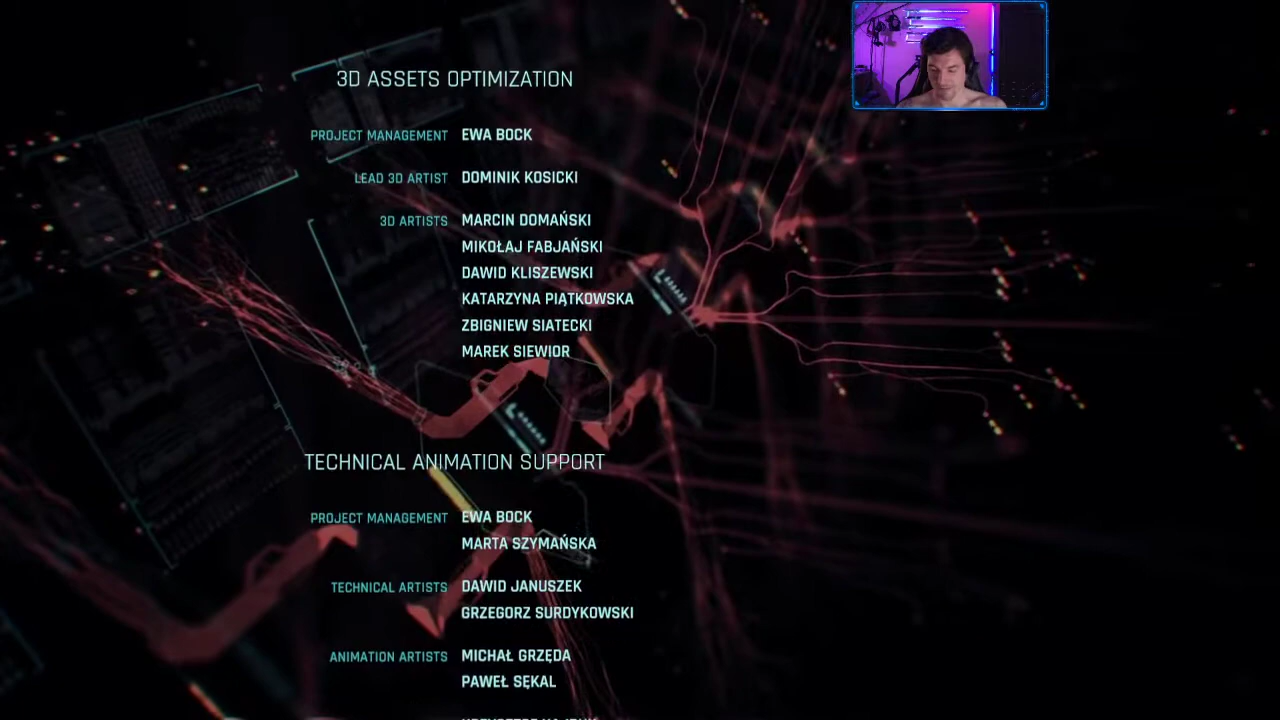 3D ASSETS OPTIMIZATION
PROJECT MANAGEMENT EWA BOCK
LEAD 3D ARTIST DOMINIK KOSICKI
3D ARTISTS MARCIN DOMAŃSKI
MIKOŁAJ FABJAŃSKI
DAWID KLISZEWSKI
KATARZYNA PIĄTKOWSKA
ZBIGNIEW SIATECKI
MAREK SIEWIOR
TECHNICAL ANIMATION SUPPORT
PROJECT MANAGEMENT EWA BOCK
MARTA SZYMAŃSKA
TECHNICAL ARTISTS DAWID JANUSZEK
GRZEGORZ SURDYKOWSKI
ANIMATION ARTISTS MICHAŁ GRZĘDA
PAWEŁ SĘKAL